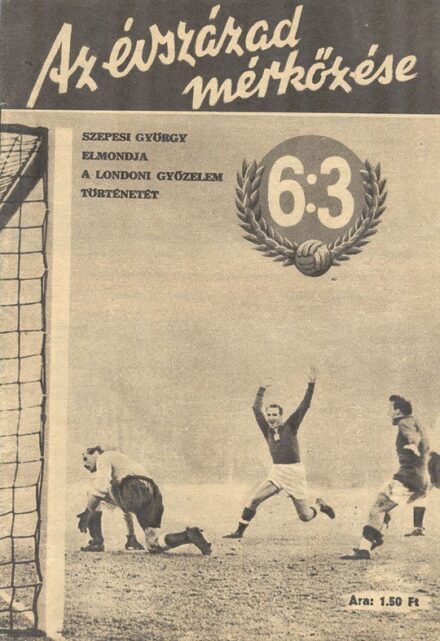 Az évszázad
mérkőzése
SZEPESI GYÖRGY
ELMONDJA
A LONDONI GYŐZELEM
TÖRTÉNETÉT
6:3
Ára: 1.50 Ft